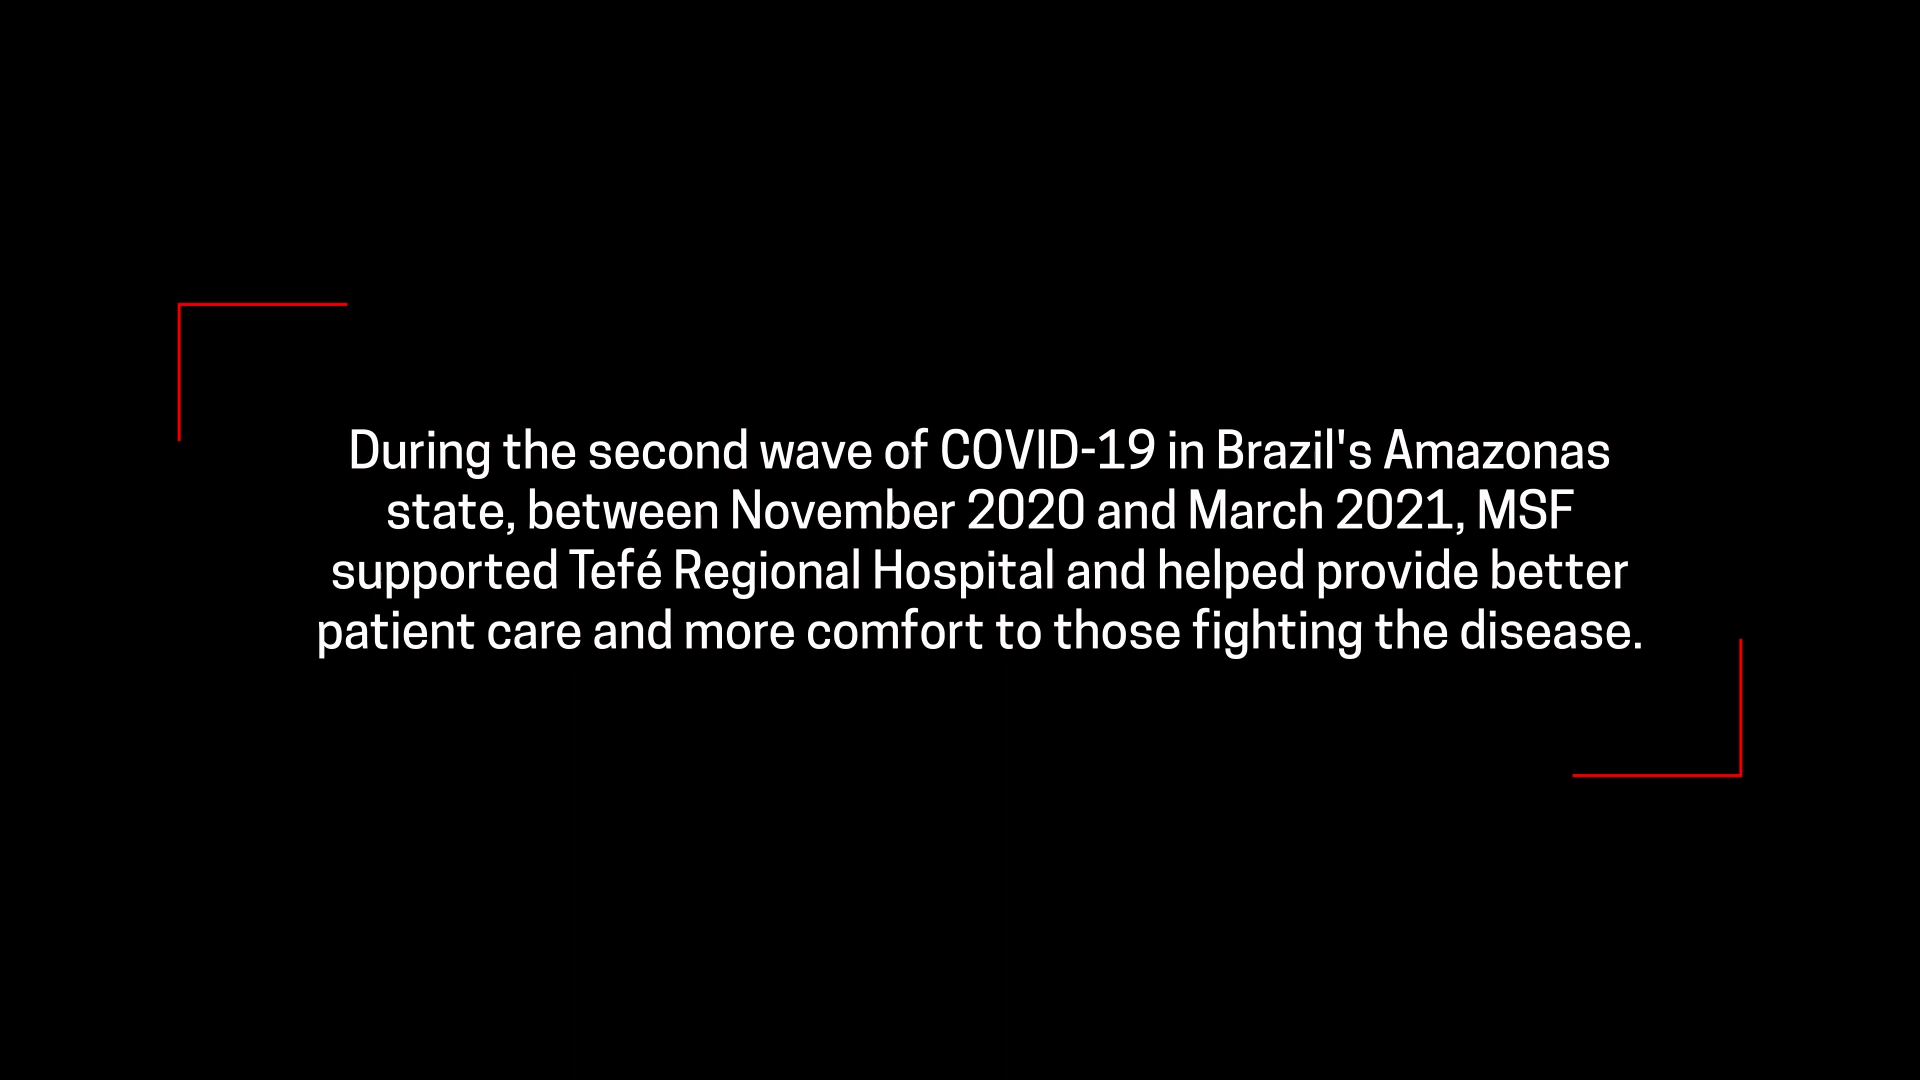 During the second wave of COVID-19 in Brazil's Amazonas
state, between November 2020 and March 2021, MSF
supported Tefé Regional Hospital and helped provide better
patient care and more comfort to those fighting the disease.